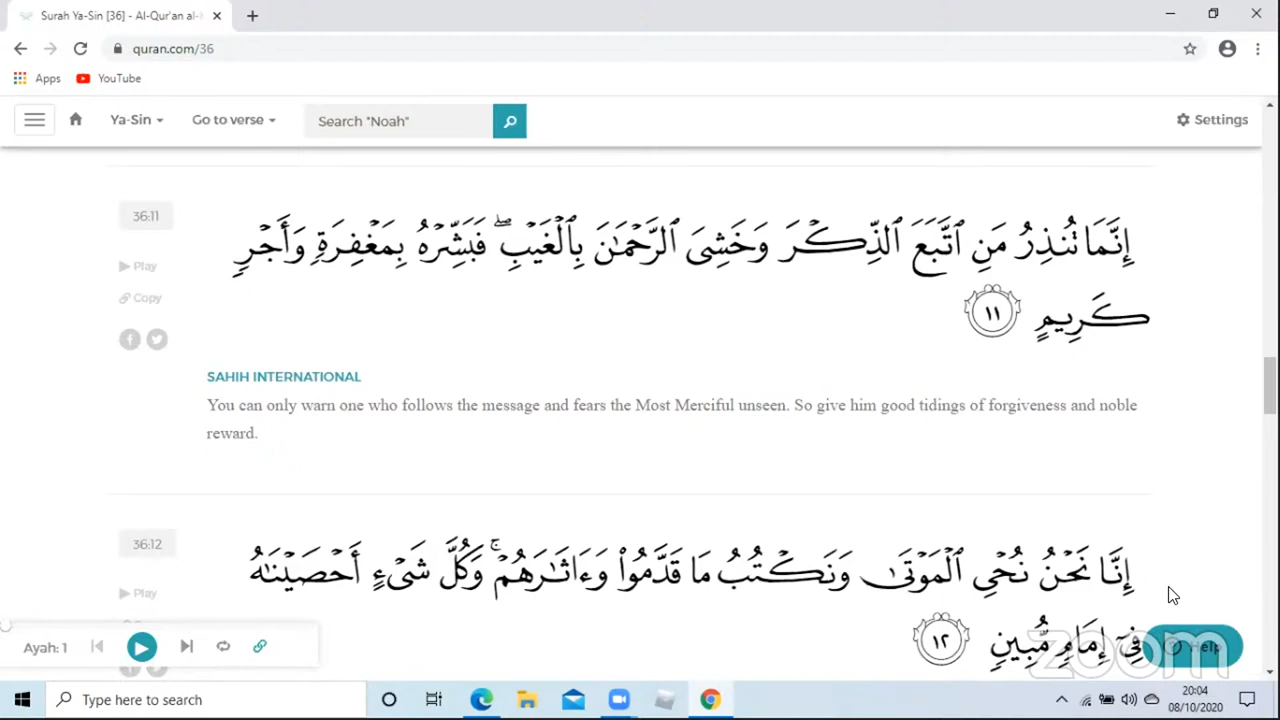 Surah Ya-Sin [36] - Al-Qur'an al-
quran.com/36
Apps
YouTube
Ya-Sin
Go to verse
Search "Noah"
Settings
36:11
إِنَّمَا تُنذِرُ مَنِ ٱتَّبَعَ ٱلذِّكْرَ وَخَشِىَ ٱلرَّحْمَـٰنَ بِٱلْغَيْبِ ۖ فَبَشِّرْهُ بِمَغْفِرَةٍ وَأَجْرٍ
كَرِيمٍ ١١
Play
Copy
SAHIH INTERNATIONAL
You can only warn one who follows the message and fears the Most Merciful unseen. So give him good tidings of forgiveness and noble
reward.
36:12
إِنَّا نَحْنُ نُحْىِ ٱلْمَوْتَىٰ وَنَكْتُبُ مَا قَدَّمُوا۟ وَءَاثَـٰرَهُمْ ۚ وَكُلَّ شَىْءٍ أَحْصَيْنَـٰهُ
فِىٓ إِمَامٍ مُّبِينٍ ١٢
Play
Ayah: 1
zoom
Help
Type here to search
20:04
08/10/2020